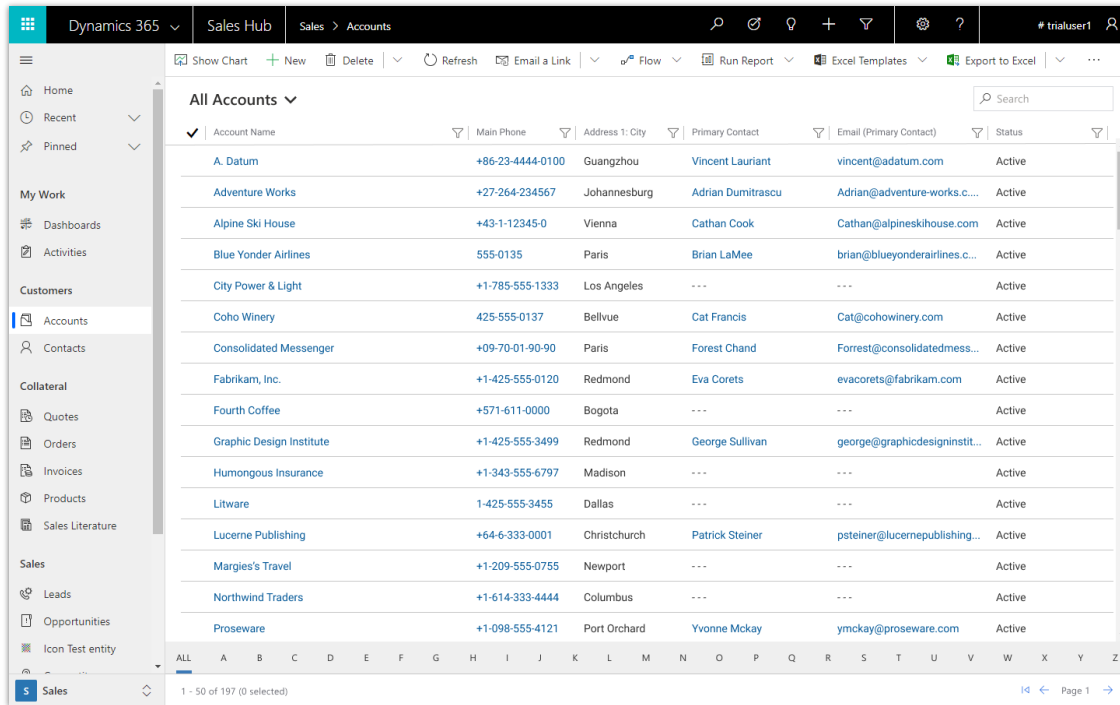 Dynamics 365 Sales Hub Sales > Accounts # trialuser1
Show Chart New Delete Refresh Email a Link Flow Run Report Excel Templates Export to Excel
Home
Recent
Pinned
My Work
Dashboards
Activities
Customers
Accounts
Contacts
Collateral
Quotes
Orders
Invoices
Products
Sales Literature
Sales
Leads
Opportunities
Icon Test entity
S Sales
All Accounts Search
Account Name Main Phone Address 1: City Primary Contact Email (Primary Contact) Status
A. Datum +86-23-4444-0100 Guangzhou Vincent Lauriant vincent@adatum.com Active
Adventure Works +27-264-234567 Johannesburg Adrian Dumitrascu Adrian@adventure-works.c... Active
Alpine Ski House +43-1-12345-0 Vienna Cathan Cook Cathan@alpineskihouse.com Active
Blue Yonder Airlines 555-0135 Paris Brian LaMee brian@blueyonderairlines.c... Active
City Power & Light +1-785-555-1333 Los Angeles --- --- Active
Coho Winery 425-555-0137 Bellvue Cat Francis Cat@cohowinery.com Active
Consolidated Messenger +09-70-01-90-90 Paris Forest Chand Forrest@consolidatedmess... Active
Fabrikam, Inc. +1-425-555-0120 Redmond Eva Corets evacorets@fabrikam.com Active
Fourth Coffee +571-611-0000 Bogota --- --- Active
Graphic Design Institute +1-425-555-3499 Redmond George Sullivan george@graphicdesigninstit... Active
Humongous Insurance +1-343-555-6797 Madison --- --- Active
Litware 1-425-555-3455 Dallas --- --- Active
Lucerne Publishing +64-6-333-0001 Christchurch Patrick Steiner psteiner@lucernepublishing... Active
Margies's Travel +1-209-555-0755 Newport --- --- Active
Northwind Traders +1-614-333-4444 Columbus --- --- Active
Proseware +1-098-555-4121 Port Orchard Yvonne Mckay ymckay@proseware.com Active
ALL A B C D E F G H I J K L M N O P Q R S T U V W X Y Z
1 - 50 of 197 (0 selected) Page 1